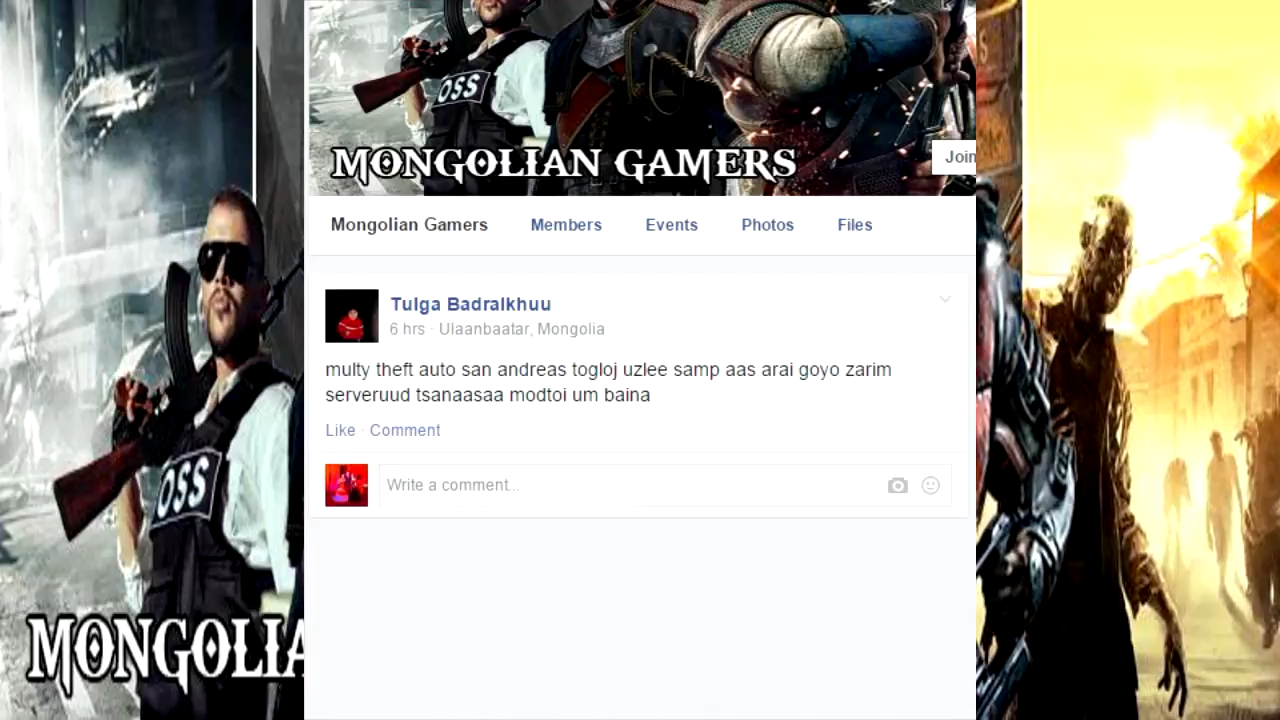 OSS
MONGOLIAN GAMERS
Join
Mongolian Gamers Members Events Photos Files
Tulga Badralkhuu
6 hrs · Ulaanbaatar, Mongolia
multy theft auto san andreas togloj uzlee samp aas arai goyo zarim
serveruud tsanaasaa modtoi um baina
Like · Comment
Write a comment...
OSS
MONGOLIA